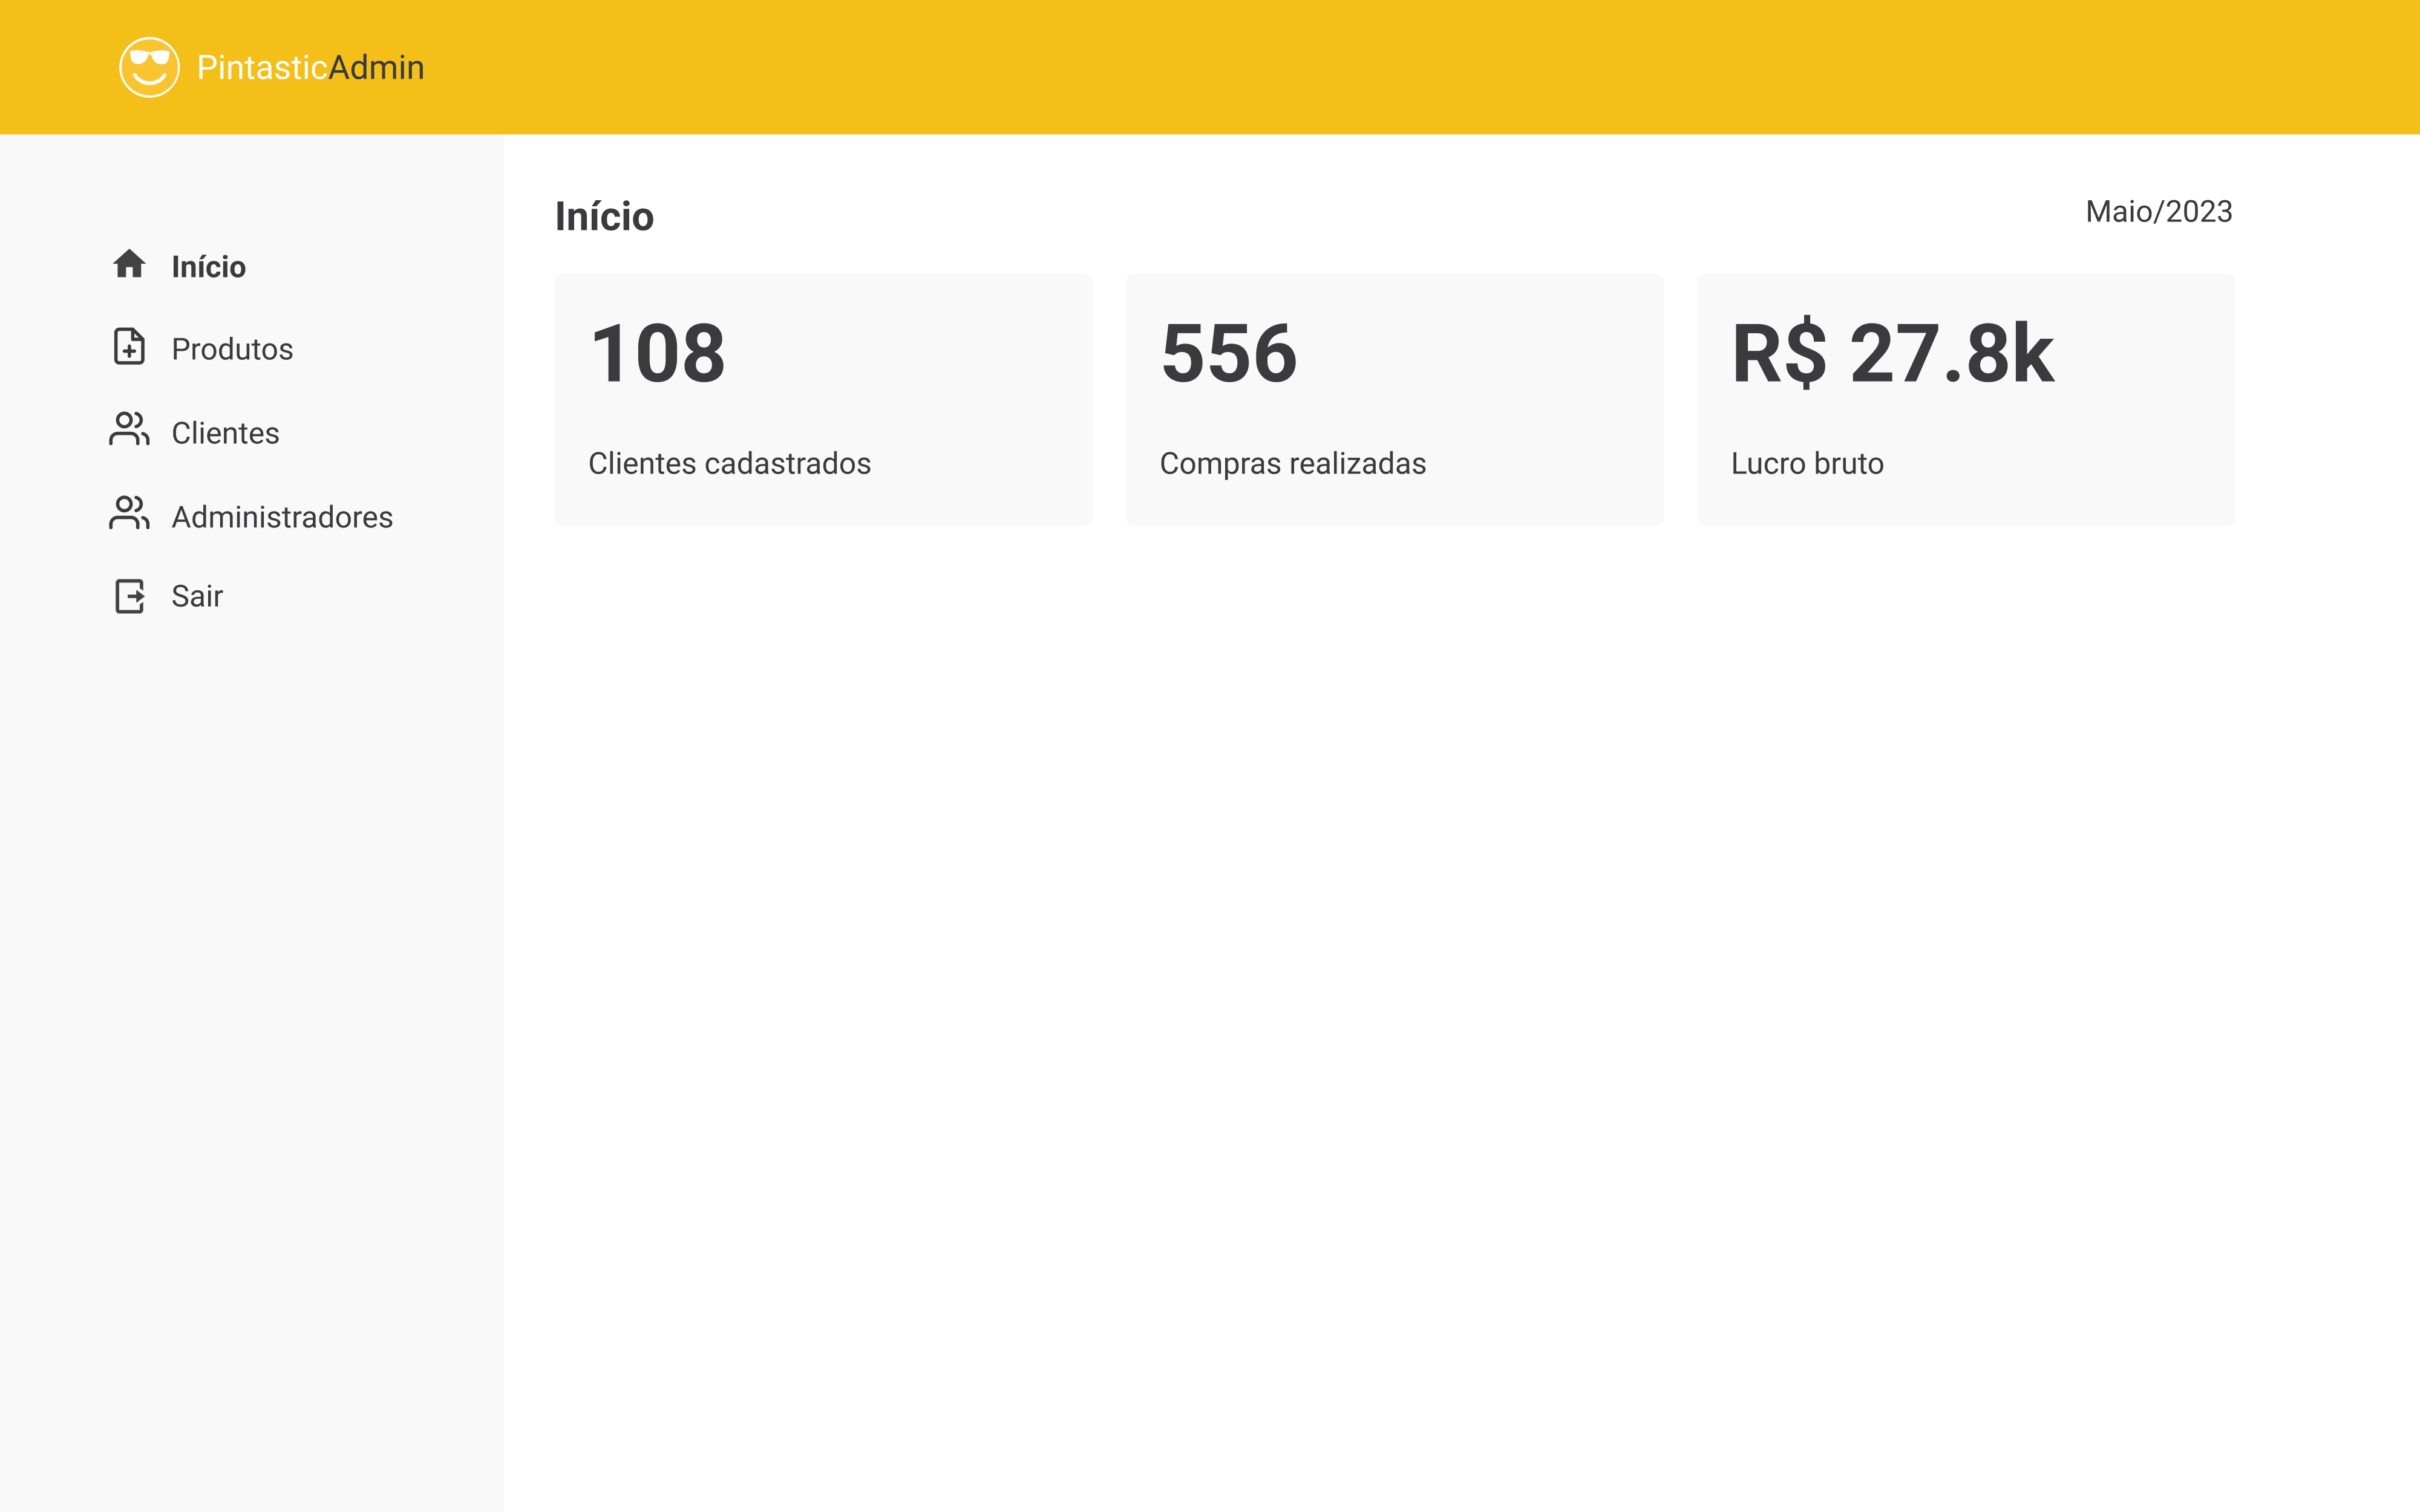 PintasticAdmin
Início
Produtos
Clientes
Administradores
Sair
Início
Maio/2023
108
Clientes cadastrados
556
Compras realizadas
R$ 27.8k
Lucro bruto